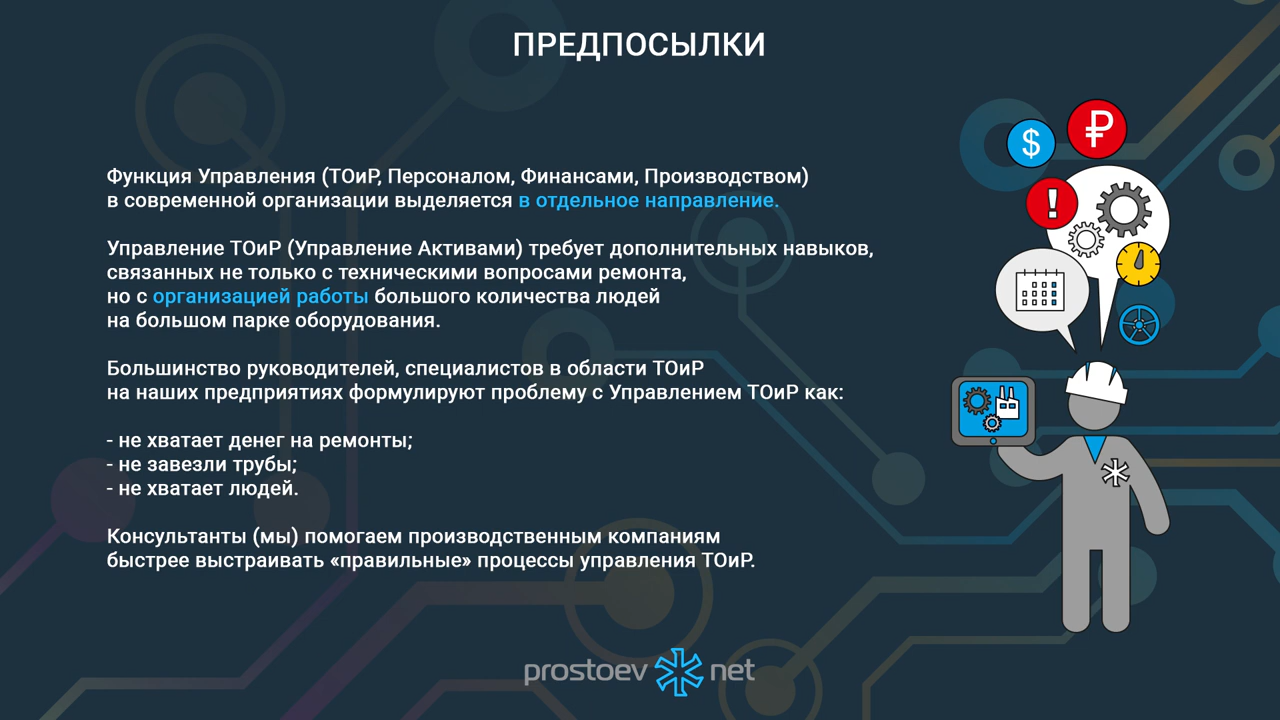 ПРЕДПОСЫЛКИ
Функция Управления (ТОиР, Персоналом, Финансами, Производством)
в современной организации выделяется в отдельное направление.
Управление ТОиР (Управление Активами) требует дополнительных навыков,
связанных не только с техническими вопросами ремонта,
но с организацией работы большого количества людей
на большом парке оборудования.
Большинство руководителей, специалистов в области ТОиР
на наших предприятиях формулируют проблему с Управлением ТОиР как:
- не хватает денег на ремонты;
- не завезли трубы;
- не хватает людей.
Консультанты (мы) помогаем производственным компаниям
быстрее выстраивать «правильные» процессы управления ТОиР.
$ ₽
!
prostoev net